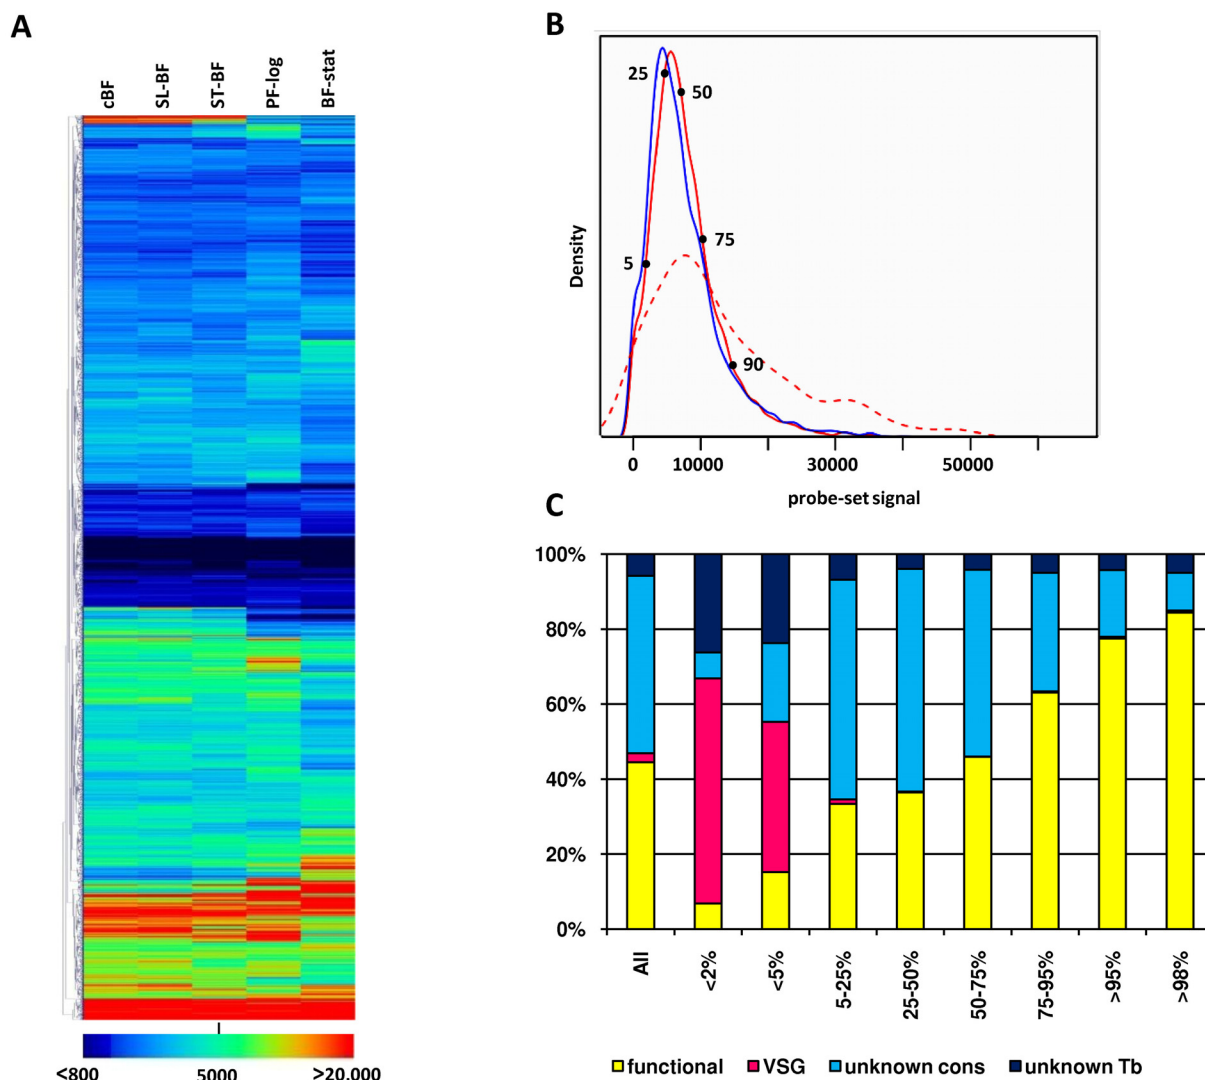 A
cBF
SL-BF
ST-BF
PF-log
BF-stat
<800
5000
>20.000
B
25
50
5
75
90
Density
0
10000
30000
50000
probe-set signal
C
100%
80%
60%
40%
20%
0%
All
<2%
<5%
5-25%
25-50%
50-75%
75-95%
>95%
>98%
functional
VSG
unknown cons
unknown Tb